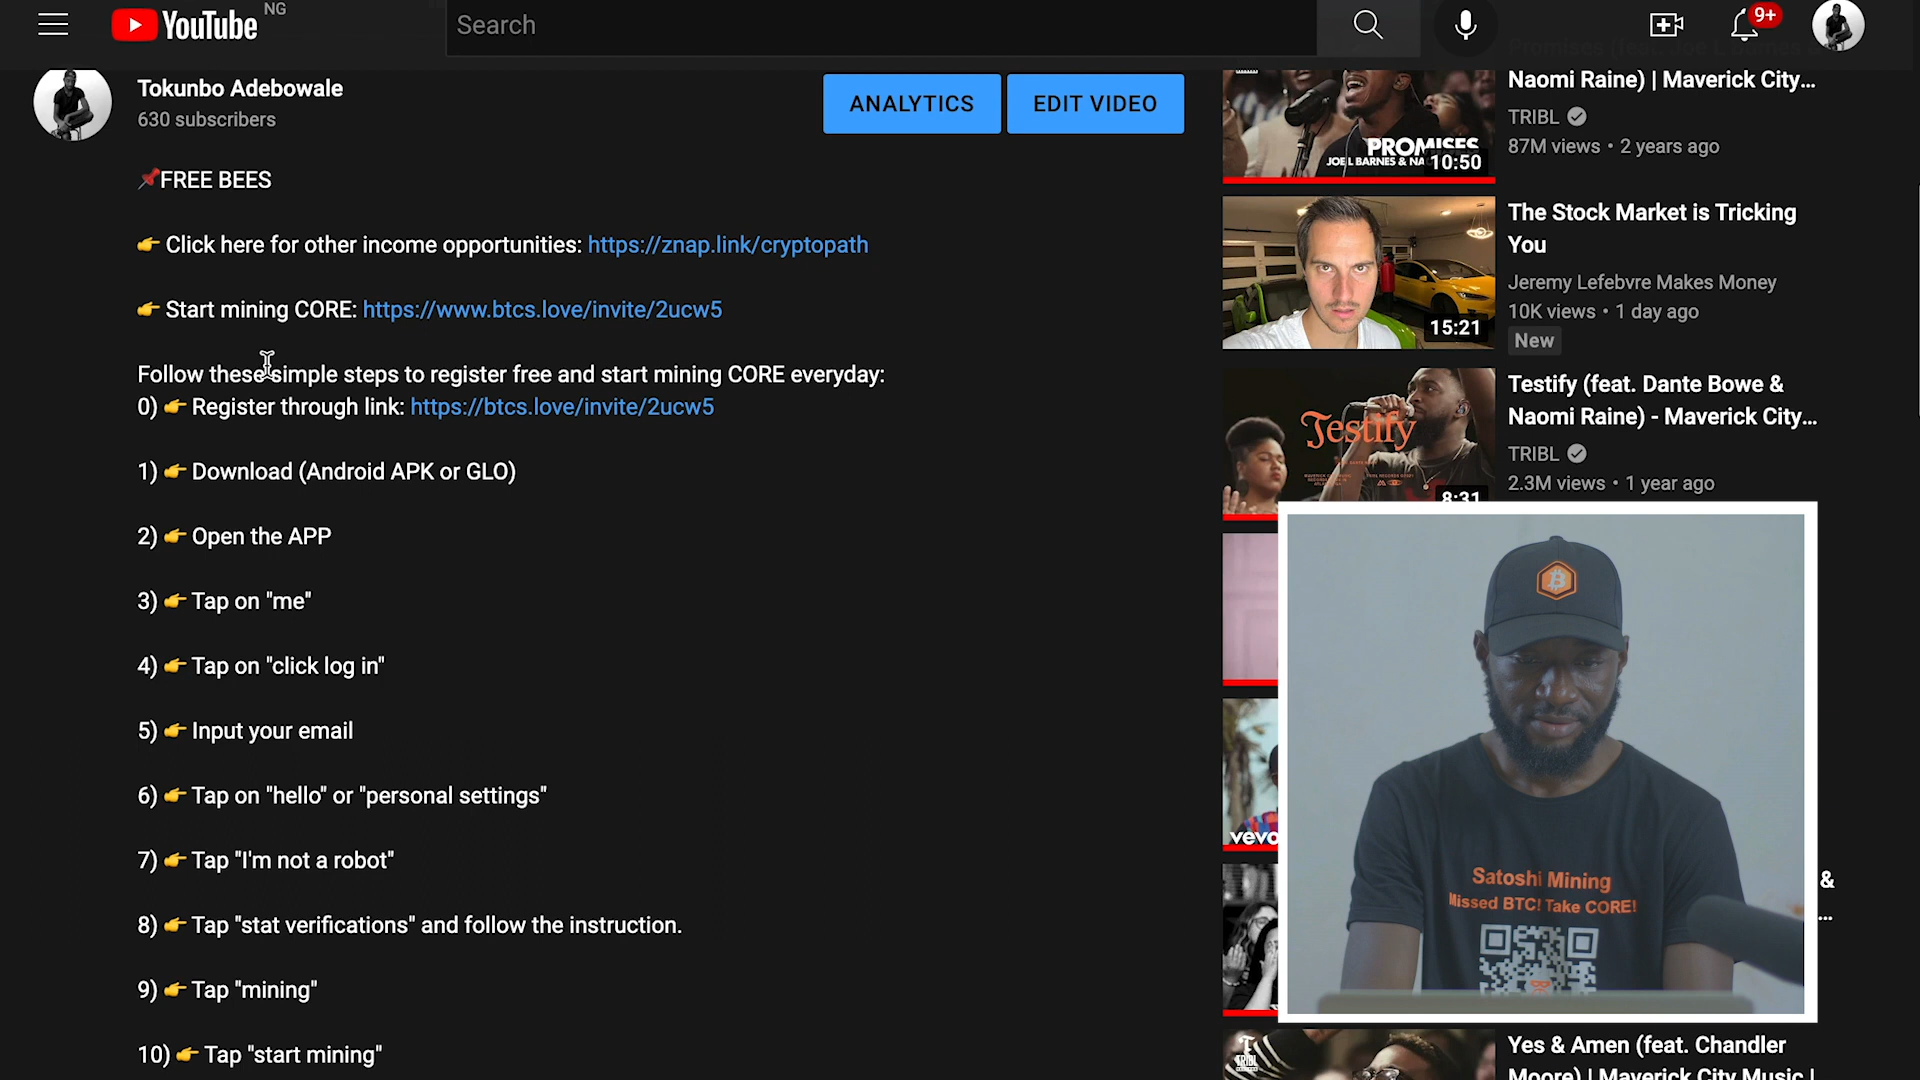 YouTube NG
Search
9+
Tokunbo Adebowale
630 subscribers
ANALYTICS
EDIT VIDEO
📌FREE BEES
👉 Click here for other income opportunities: https://znap.link/cryptopath
👉 Start mining CORE: https://www.btcs.love/invite/2ucw5
Follow these simple steps to register free and start mining CORE everyday:
0) 👉 Register through link: https://btcs.love/invite/2ucw5
1) 👉 Download (Android APK or GLO)
2) 👉 Open the APP
3) 👉 Tap on "me"
4) 👉 Tap on "click log in"
5) 👉 Input your email
6) 👉 Tap on "hello" or "personal settings"
7) 👉 Tap "I'm not a robot"
8) 👉 Tap "stat verifications" and follow the instruction.
9) 👉 Tap "mining"
10) 👉 Tap "start mining"
PROMISES
JOE L BARNES & NA
10:50
Naomi Raine) | Maverick City...
TRIBL
87M views • 2 years ago
15:21
The Stock Market is Tricking
You
Jeremy Lefebvre Makes Money
10K views • 1 day ago
New
Testify
8:31
Testify (feat. Dante Bowe &
Naomi Raine) - Maverick City...
TRIBL
2.3M views • 1 year ago
vevo
&
...
Satoshi Mining
Missed BTC! Take CORE!
TRIBL
Yes & Amen (feat. Chandler
Moore) | Maverick City Music |